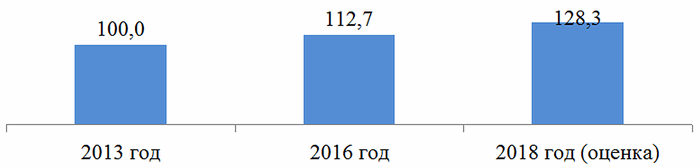 100,0
112,7
128,3
2013 год
2016 год
2018 год (оценка)